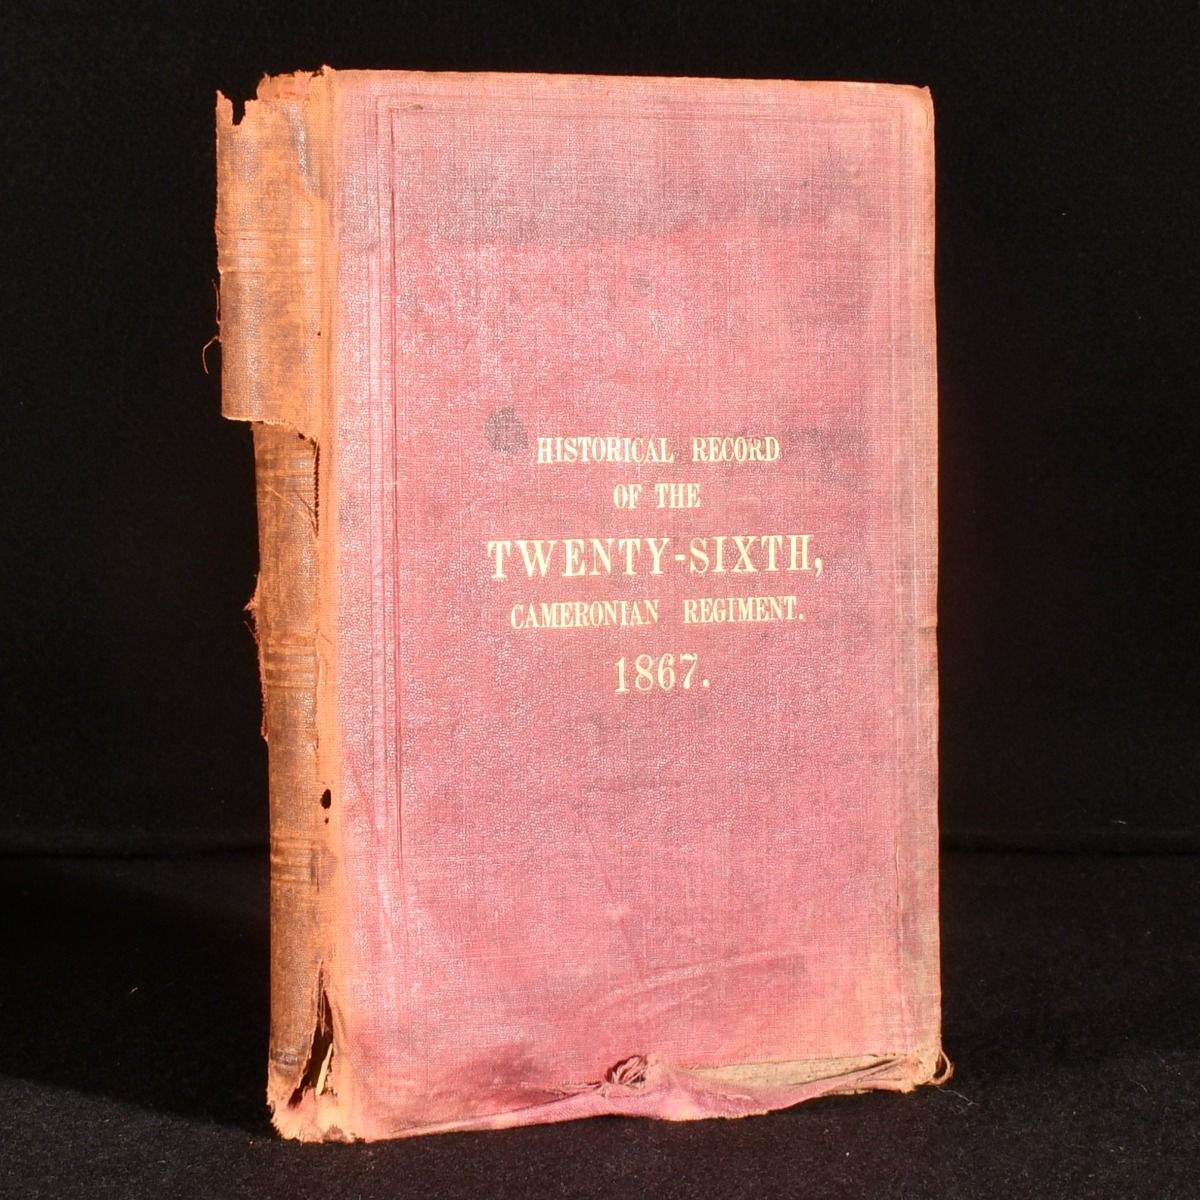 HISTORICAL RECORD
OF THE
TWENTY-SIXTH,
CAMERONIAN REGIMENT.
1867.